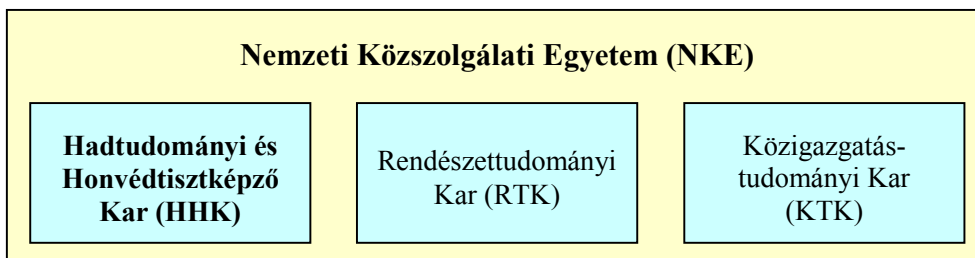 Nemzeti Közszolgálati Egyetem (NKE)
Hadtudományi és
Honvédtisztképző
Kar (HHK)
Rendészettudományi
Kar (RTK)
Közigazgatás-
tudományi Kar
(KTK)